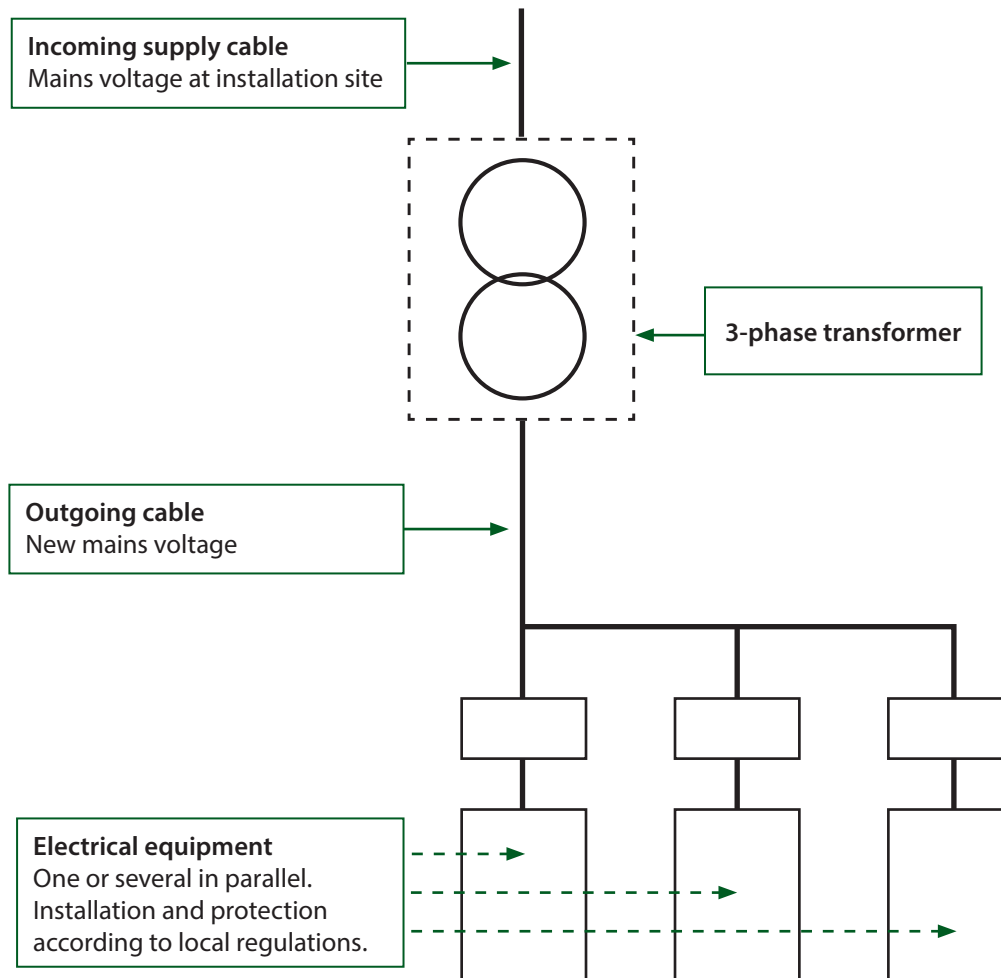 Incoming supply cable
Mains voltage at installation site
3-phase transformer
Outgoing cable
New mains voltage
Electrical equipment
One or several in parallel.
Installation and protection
according to local regulations.